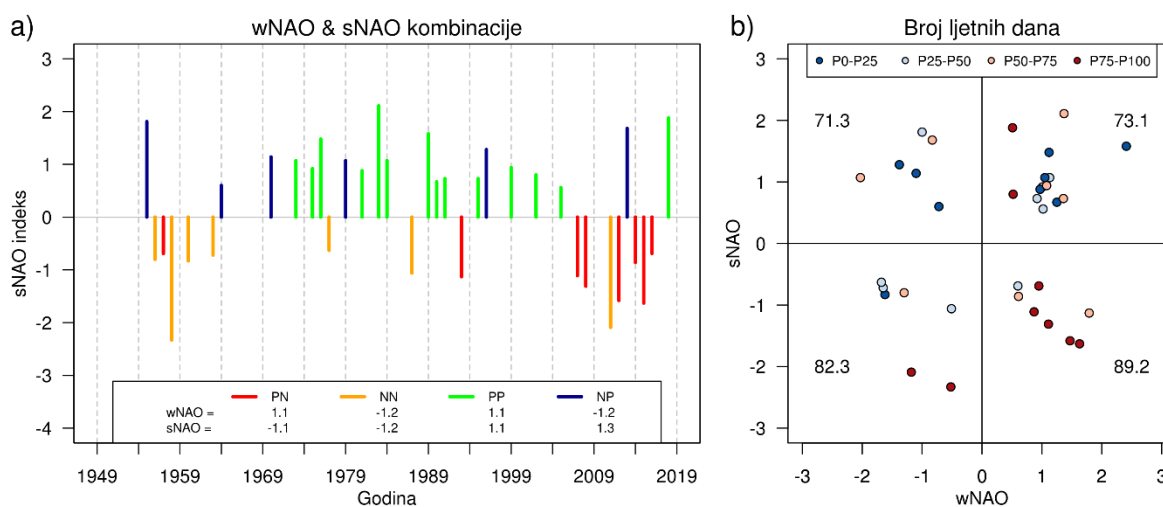 a)
wNAO & sNAO kombinacije
sNAO indeks
3
2
1
0
-1
-2
-3
-4
PN NN PP NP
wNAO = 1.1 -1.2 1.1 -1.2
sNAO = -1.1 -1.2 1.1 1.3
1949 1959 1969 1979 1989 1999 2009 2019
Godina
b)
Broj ljetnih dana
P0-P25 P25-P50 P50-P75 P75-P100
sNAO
3
2
1
0
-1
-2
-3
71.3 73.1
82.3 89.2
-3 -2 -1 0 1 2 3
wNAO